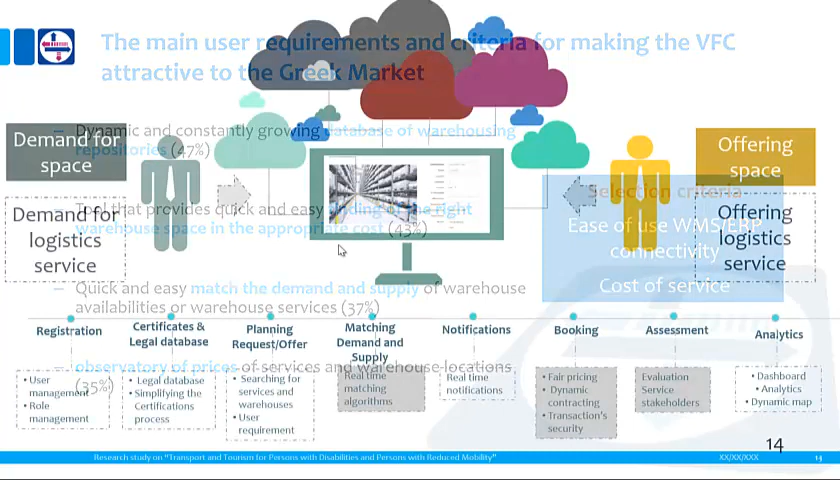 The main user requirements and criteria for making the VFC
attractive to the Greek Market
– Dynamic and constantly growing database of warehousing
repositories (47%)
– Tool that provides quick and easy finding of the right
warehouse space in the appropriate cost (43%)
– Quick and easy match the demand and supply of warehouse
availabilities or warehouse services (37%)
– observatory of prices of services and warehouse locations
(35%)
Selection criteria
Ease of use WMS/ERP
connectivity
Cost of service
Demand for
space
Demand for
logistics
service
Offering
space
Offering
logistics
service
Registration
• User
management
• Role
management
Certificates &
Legal database
• Legal database
• Simplifying the
Certifications
process
Planning
Request/Offer
• Searching for
services and
warehouses
• User
requirement
Matching
Demand and
Supply
Real time
matching
algorithms
Notifications
Real time
notifications
Booking
• Fair pricing
• Dynamic
contracting
• Transaction's
security
Assessment
Evaluation
Service
stakeholders
Analytics
• Dashboard
• Analytics
• Dynamic map
14
Research study on "Transport and Tourism for Persons with Disabilities and Persons with Reduced Mobility"
XX/XX/XXX
14